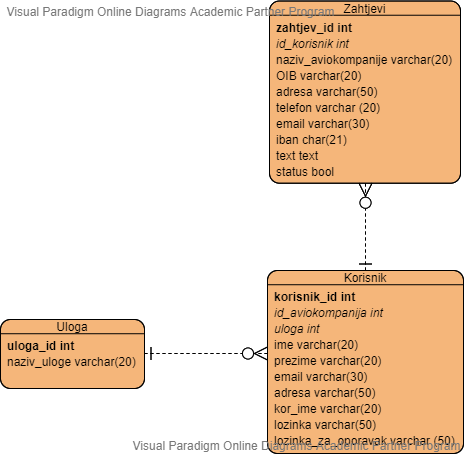 Visual Paradigm Online Diagrams Academic Partner Program
Zahtjevi
zahtjev_id int
id_korisnik int
naziv_aviokompanije varchar(20)
OIB varchar(20)
adresa varchar(50)
telefon varchar (20)
email varchar(30)
iban char(21)
text text
status bool
Korisnik
korisnik_id int
id_aviokompanija int
uloga int
ime varchar(20)
prezime varchar(20)
email varchar(30)
adresa varchar(50)
kor_ime varchar(20)
lozinka varchar(50)
lozinka_za_oporavak varchar (50)
Uloga
uloga_id int
naziv_uloge varchar(20)
Visual Paradigm Online Diagrams Academic Partner Program